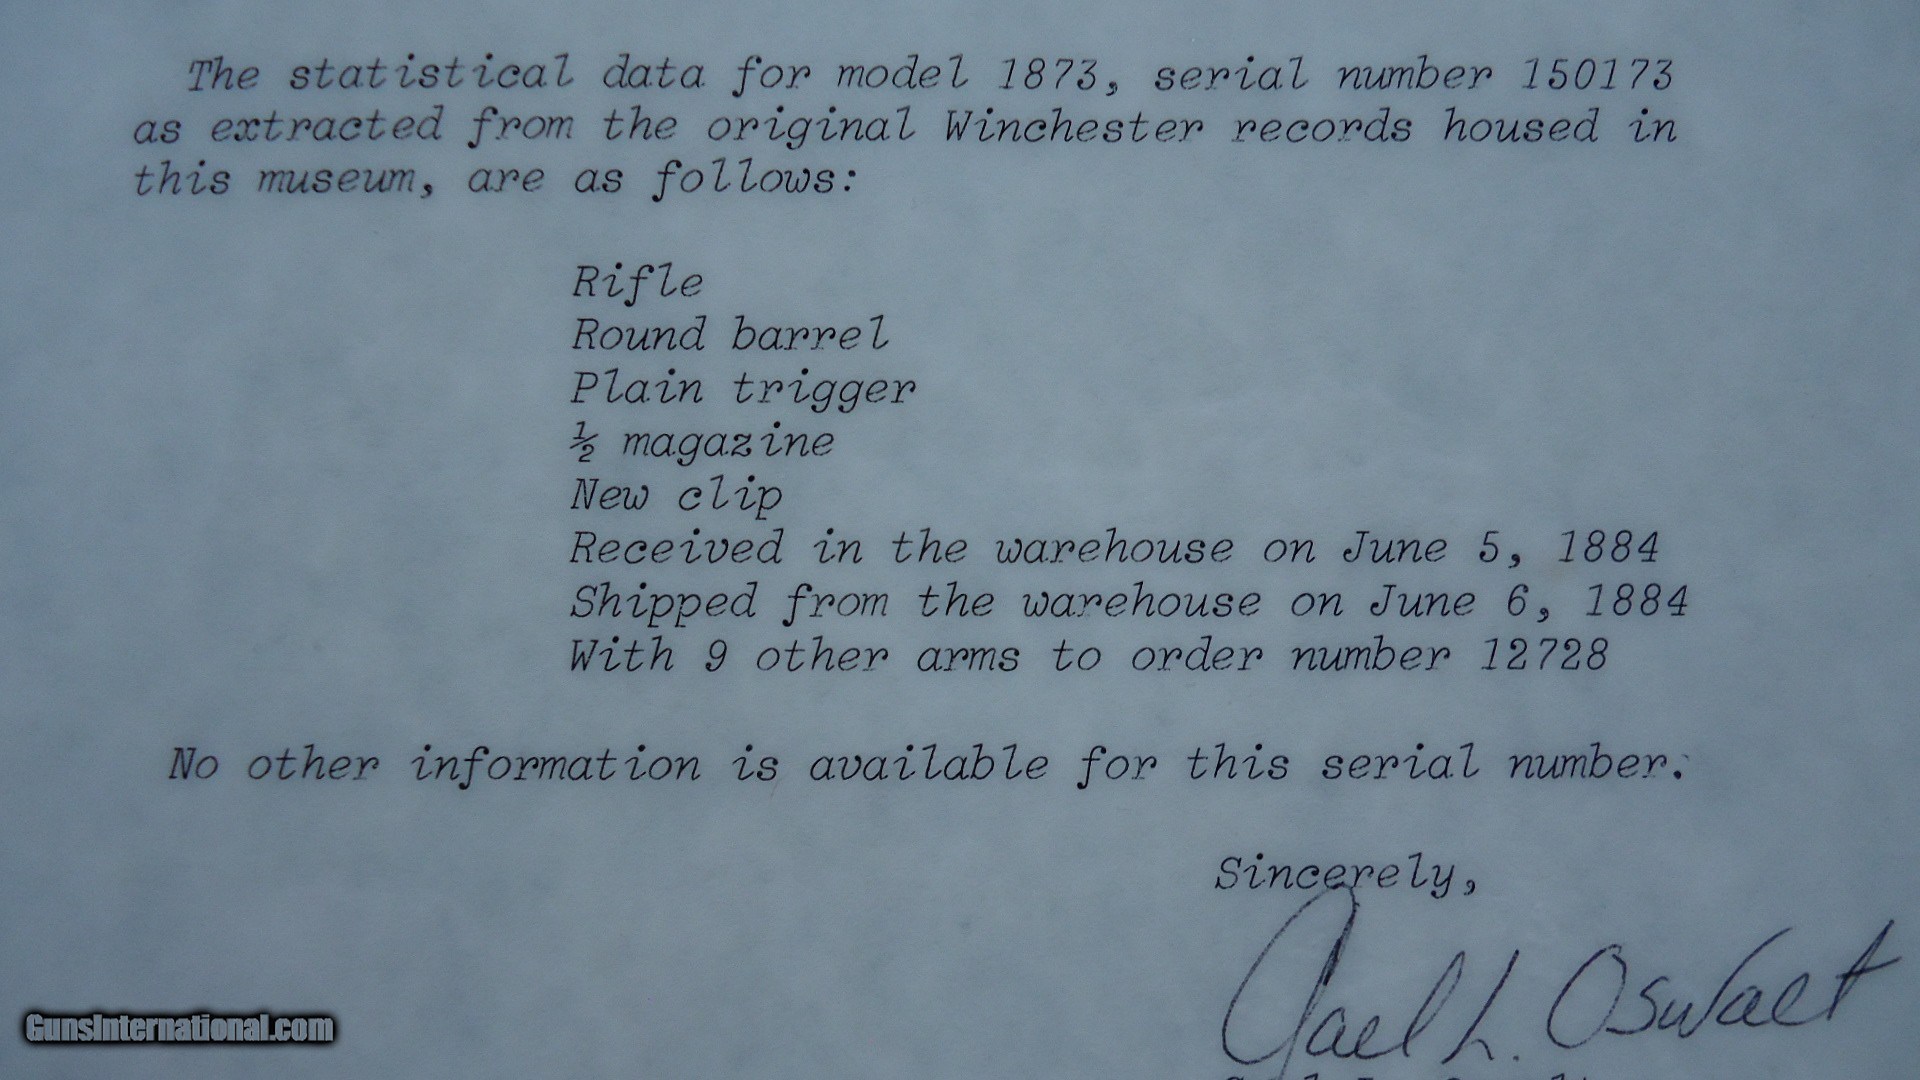 The statistical data for model 1873, serial number 150173
as extracted from the original Winchester records housed in
this museum, are as follows:
Rifle
Round barrel
Plain trigger
½ magazine
New clip
Received in the warehouse on June 5, 1884
Shipped from the warehouse on June 6, 1884
With 9 other arms to order number 12728
No other information is available for this serial number.
Sincerely,
L. Oswalt
GunsInternational.com